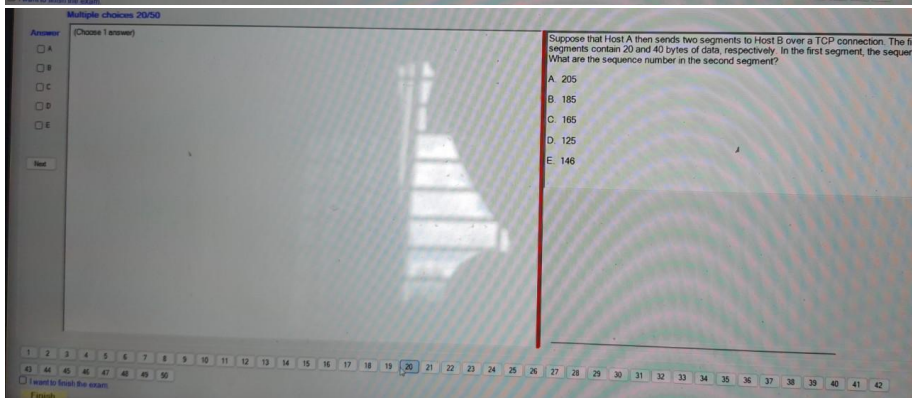 Multiple choices 20/50
Answer
(Choose 1 answer)
A
B
C
D
E
Next
Suppose that Host A then sends two segments to Host B over a TCP connection. The
segments contain 20 and 40 bytes of data, respectively. In the first segment, the
What are the sequence number in the second segment?
A. 205
B. 185
C. 165
D. 125
E. 146
1 2 3 4 5 6 7 8 9 10 11 12 13 14 15 16 17 18 19 20 21 22 23 24 25 26 27 28 29 30 31 32 33 34 35 36 37 38 39 40 41 42
43 44 45 46 47 48 49 50
I want to finish the exam.
Finish